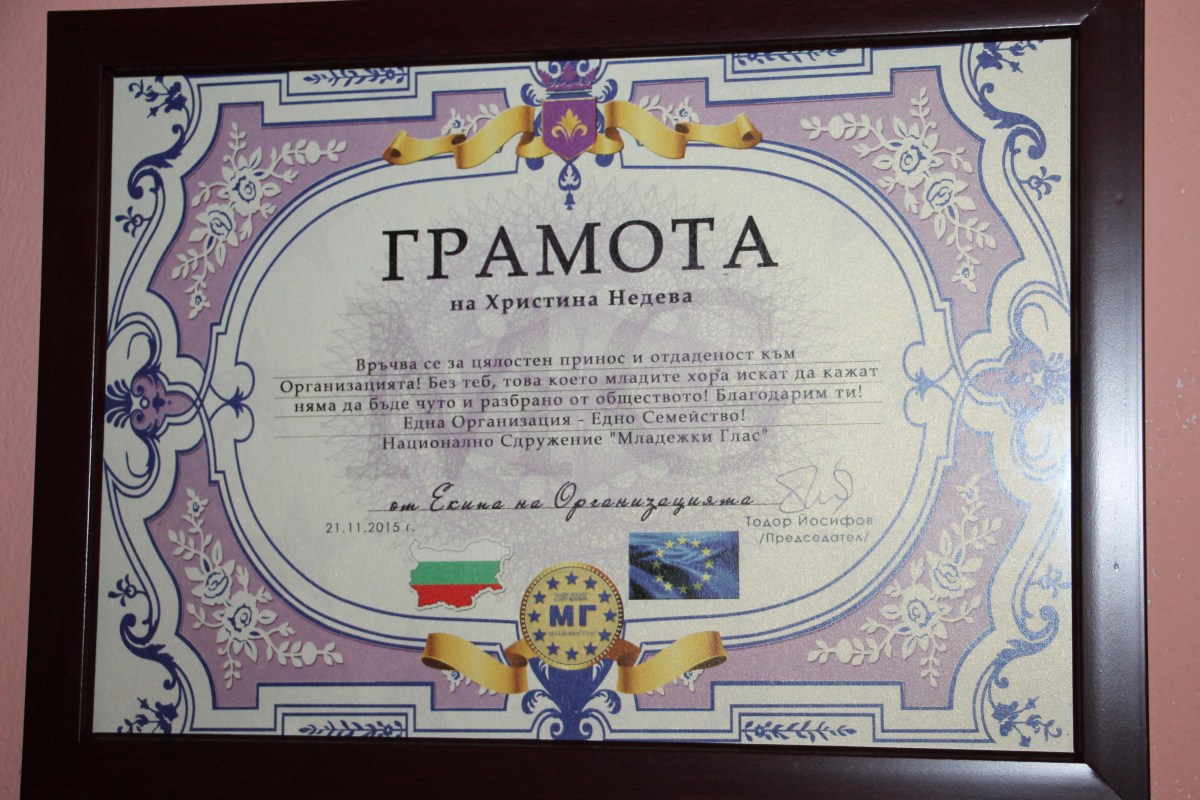 ГРАМОТА
на Христина Недева
Връчва се за цялостен принос и отдаденост към
Организацията! Без теб, това което младите хора искат да кажат
няма да бъде чуто и разбрано от обществото! Благодарим ти!
Една Организация - Едно Семейство!
Национално Сдружение "Младежки Глас"
от Екипа на Организацията
21.11.2015 г.
Тодор Йосифов
/Председател/
МГ